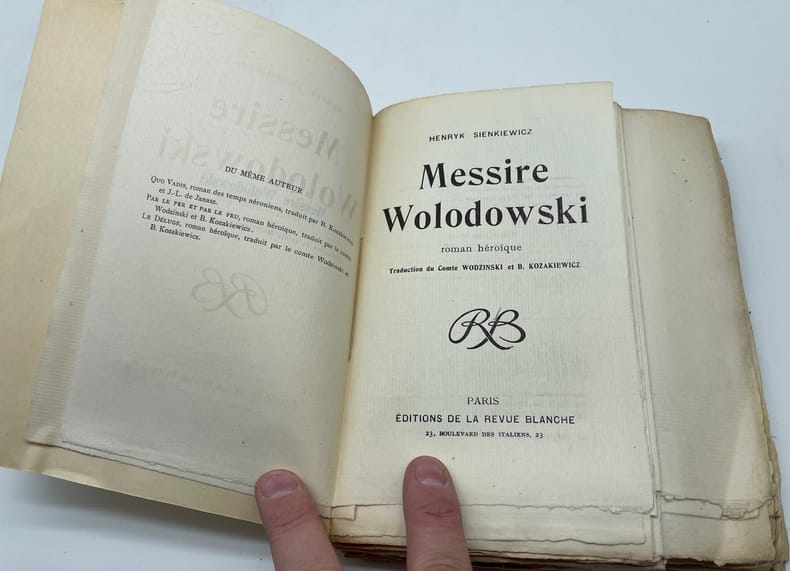 DU MÊME AUTEUR
QUO VADIS, roman des temps néroniens, traduit par B. Kozakiewicz
et J.-L. de Janasz.
PAR LE FER ET PAR LE FEU, roman héroïque, traduit par le comte
Wodzinski et B. Kozakiewicz.
LE DÉLUGE, roman héroïque, traduit par le comte Wodzinski et
B. Kozakiewicz.
HENRYK SIENKIEWICZ
Messire
Wolodowski
roman héroïque
Traduction du Comte WODZINSKI et B. KOZAKIEWICZ
RB
PARIS
ÉDITIONS DE LA REVUE BLANCHE
23, BOULEVARD DES ITALIENS, 23